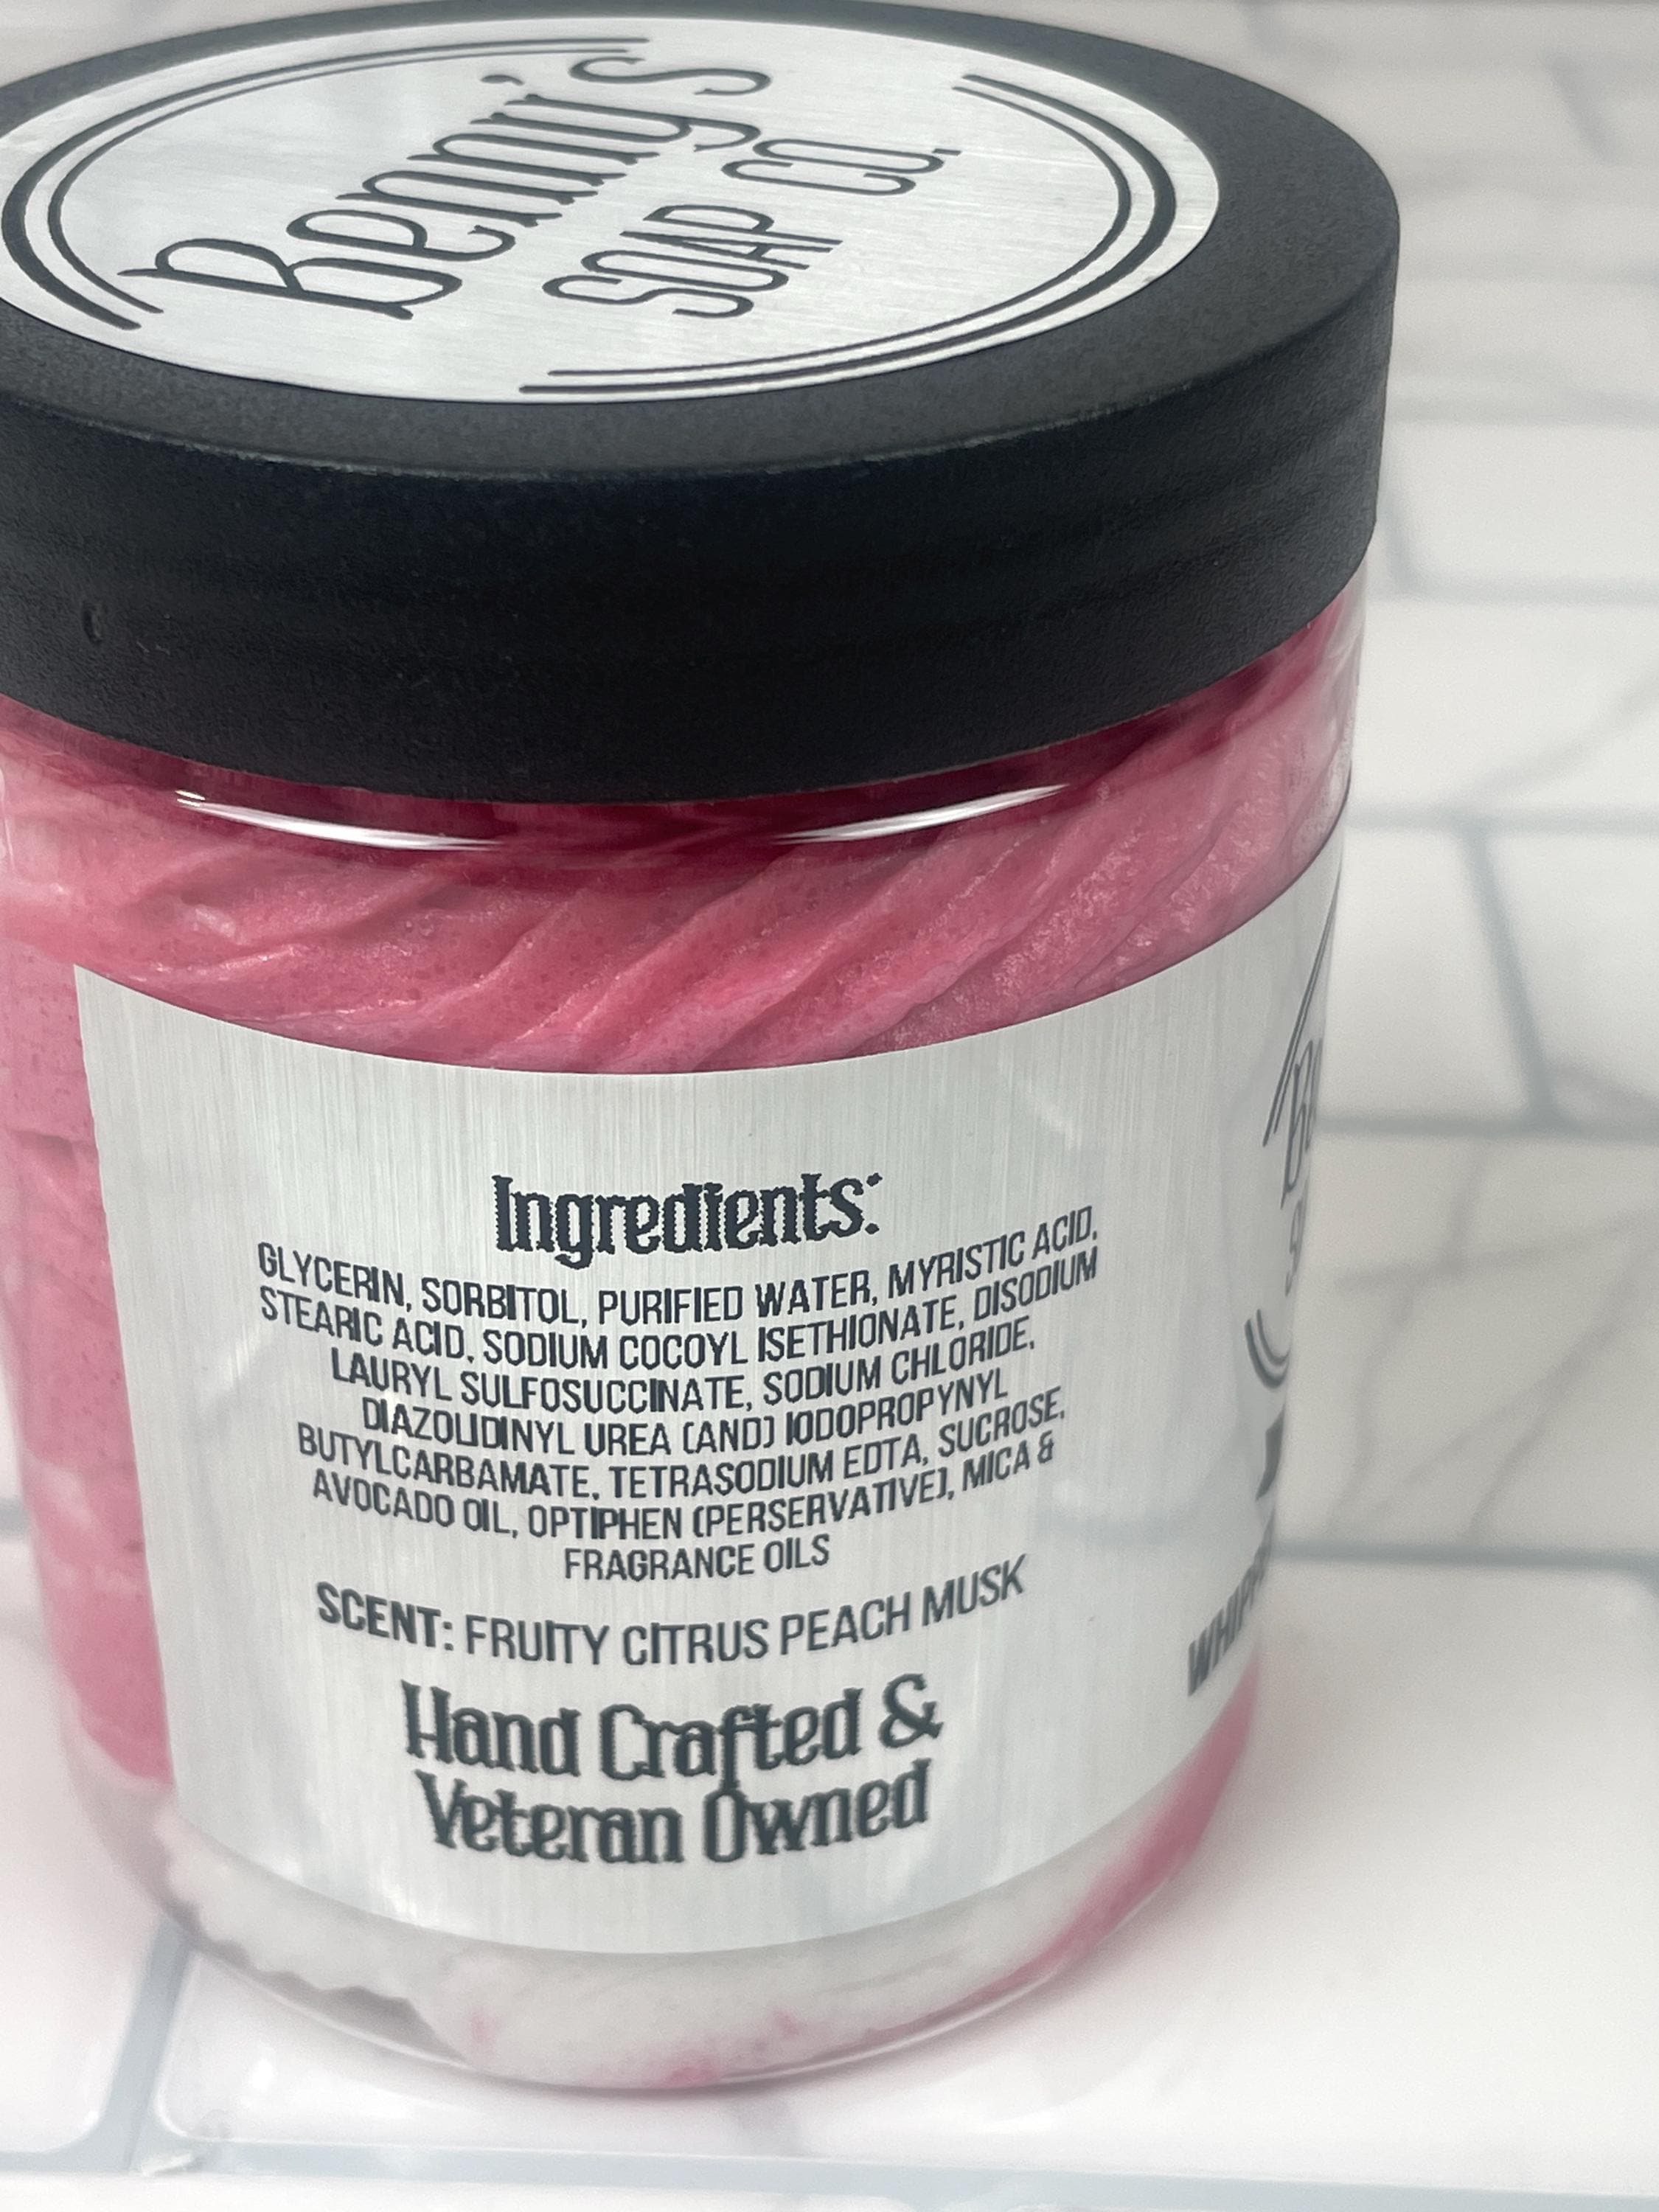 Benny's
SOAP CO.
Ingredients:
GLYCERIN, SORBITOL, PURIFIED WATER, MYRISTIC ACID,
STEARIC ACID, SODIUM COCOYL ISETHIONATE, DISODIUM
LAURYL SULFOSUCCINATE, SODIUM CHLORIDE,
DIAZOLIDINYL UREA (AND) IODOPROPYNYL
BUTYLCARBAMATE, TETRASODIUM EDTA, SUCROSE,
AVOCADO OIL, OPTIPHEN (PERSERVATIVE), MICA &
FRAGRANCE OILS
SCENT: FRUITY CITRUS PEACH MUSK
Hand Crafted &
Veteran Owned